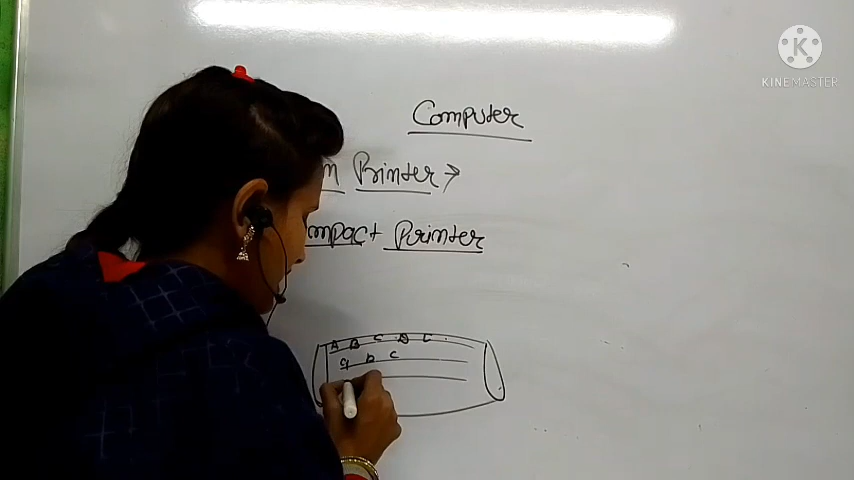 Computer
Printer →
Printer
A B C D C
a b c
K
KINEMASTER